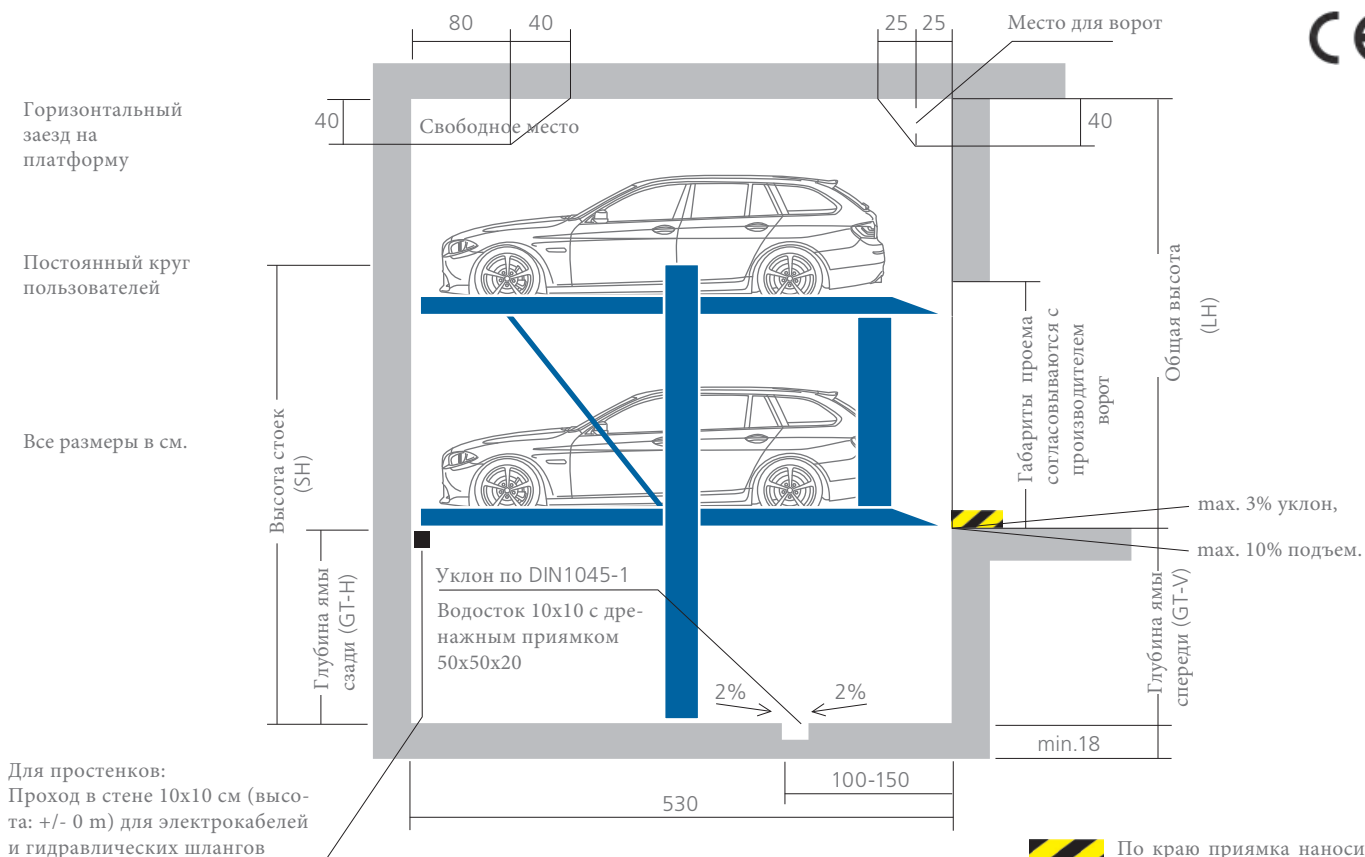 80
40
25
25
Место для ворот
CE
Горизонтальный
заезд на
платформу
40
Свободное место
40
Постоянный круг
пользователей
Все размеры в см.
Высота стоек
(SH)
Габариты проема
согласовываются с
производителем
ворот
Общая высота
(LH)
max. 3% уклон,
max. 10% подъем.
Глубина ямы
сзади (GT-H)
Уклон по DIN1045-1
Водосток 10x10 с дре-
нажным приямком
50x50x20
2%
2%
Глубина ямы
спереди (GT-V)
min.18
100-150
530
Для простенков:
Проход в стене 10x10 см (высо-
та: +/- 0 m) для электрокабелей
и гидравлических шлангов
По краю приямка наноси